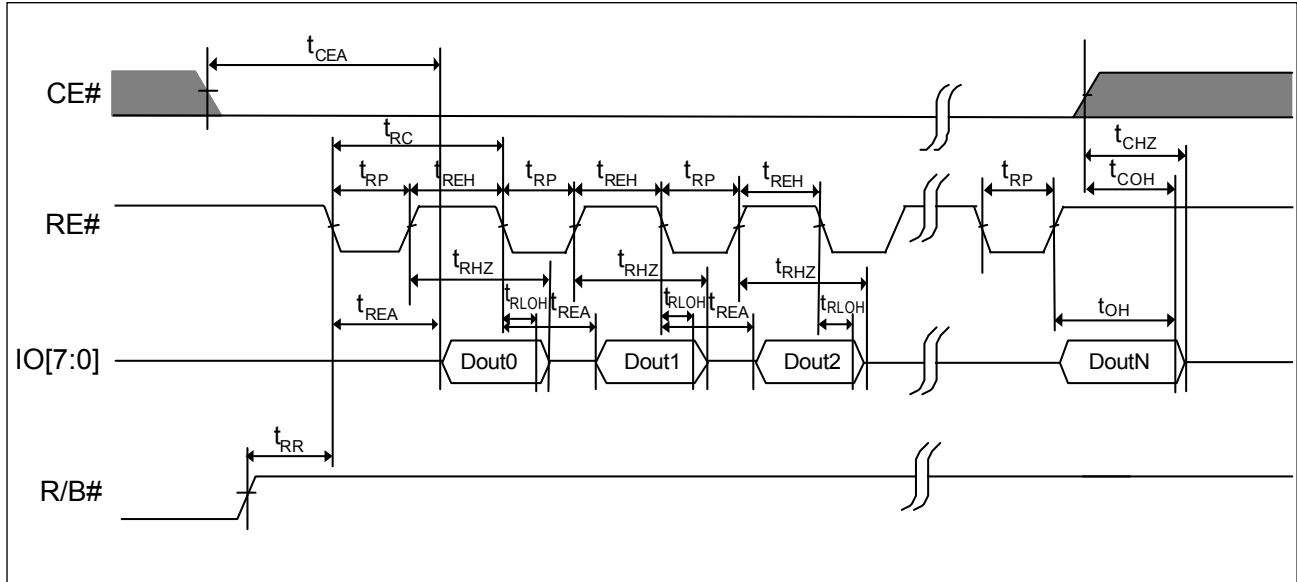 tCEA
CE#
tRC
tCHZ
tRP tREH tRP tREH tRP tREH tRP tCOH
RE#
tRHZ tRHZ tRHZ
tREA tRLOH tREA tRLOH tREA tRLOH tOH
IO[7:0] Dout0 Dout1 Dout2 DoutN
tRR
R/B#